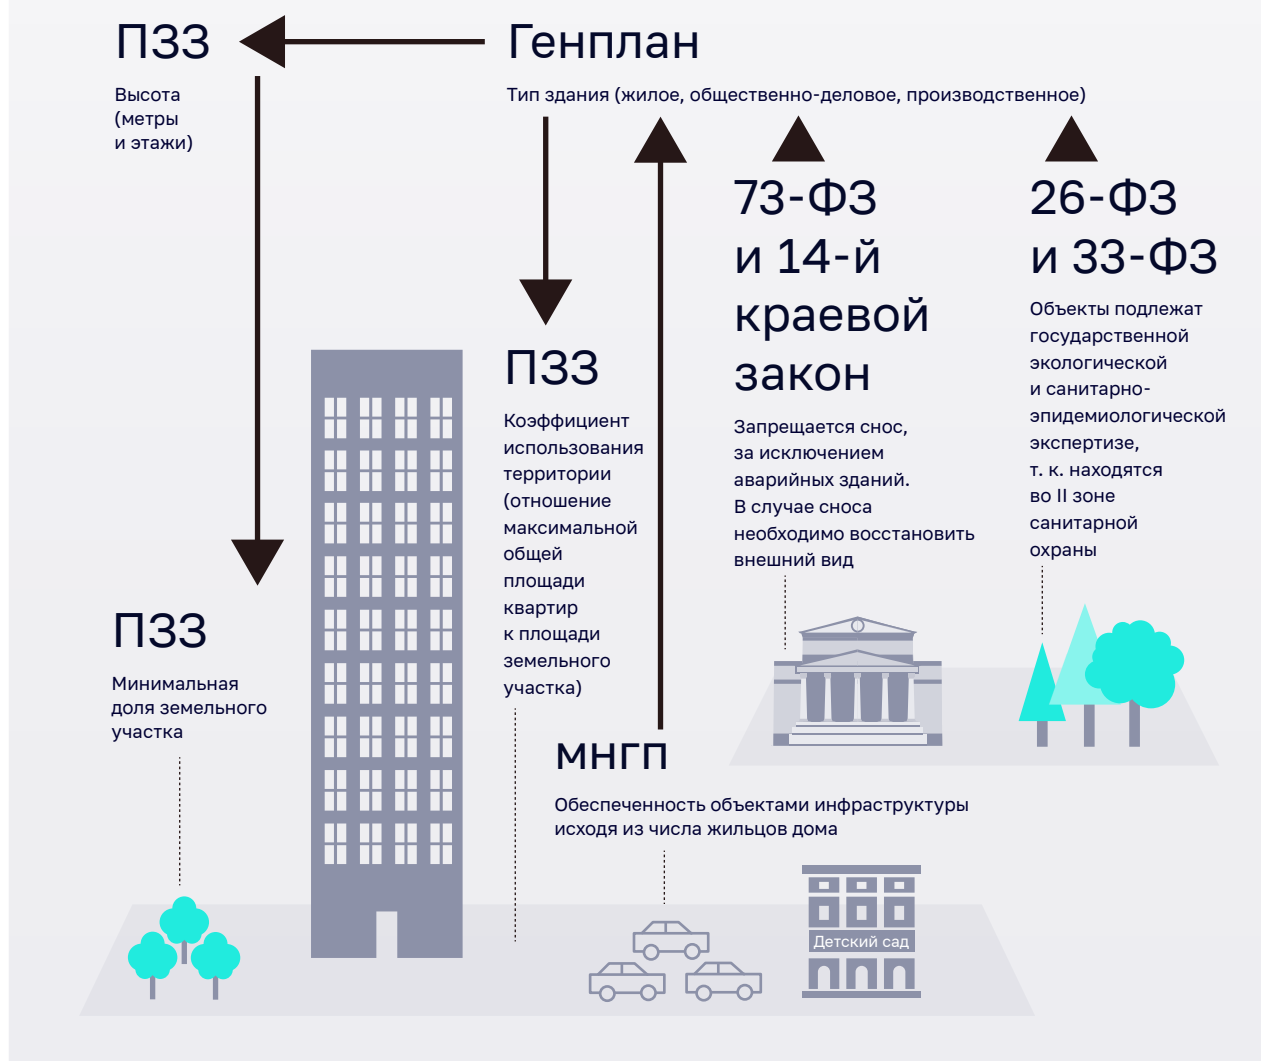 ПЗЗ
Высота
(метры
и этажи)
Генплан
Тип здания (жилое, общественно-деловое, производственное)
ПЗЗ
Коэффициент
использования
территории
(отношение
максимальной
общей
площади
квартир
к площади
земельного
участка)
73-ФЗ
и 14-й
краевой
закон
Запрещается снос,
за исключением
аварийных зданий.
В случае сноса
необходимо восстановить
внешний вид
26-ФЗ
и 33-ФЗ
Объекты подлежат
государственной
экологической
и санитарно-
эпидемиологической
экспертизе,
т. к. находятся
во II зоне
санитарной
охраны
ПЗЗ
Минимальная
доля земельного
участка
МНГП
Обеспеченность объектами инфраструктуры
исходя из числа жильцов дома
Детский сад